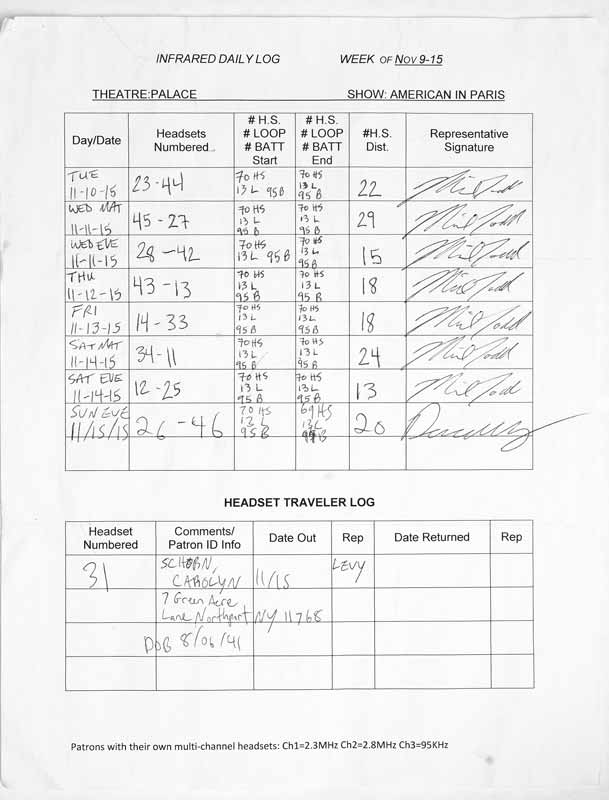 INFRARED DAILY LOG WEEK OF NOV 9-15
THEATRE:PALACE SHOW: AMERICAN IN PARIS
Day/Date Headsets Numbered # H.S. # LOOP # BATT Start # H.S. # LOOP # BATT End #H.S. Dist. Representative Signature
TUE 11-10-15 23-44 70 HS 13 L 95 B 70 HS 13 L 95 B 22
WED MAT 11-11-15 45-27 70 HS 13 L 95 B 70 HS 13 L 95 B 29
WED EVE 11-11-15 28-42 70 HS 13 L 95 B 70 HS 13 L 95 B 15
THU 11-12-15 43-13 70 HS 13 L 95 B 70 HS 13 L 95 B 18
FRI 11-13-15 14-33 70 HS 13 L 95 B 70 HS 13 L 95 B 18
SAT MAT 11-14-15 34-11 70 HS 13 L 95 B 70 HS 13 L 95 B 24
SAT EVE 11-14-15 12-25 70 HS 13 L 95 B 70 HS 13 L 95 B 13
SUN EVE 11/15/15 26-46 70 HS 13 L 95 B 69 HS 13 L 95 B 20
HEADSET TRAVELER LOG
Headset Numbered Comments/ Patron ID Info Date Out Rep Date Returned Rep
31 SCHORN, CAROLYN 11/15 LEVY
7 Green Acre
Lane Northport NY 11768
DOB 8/06/41
Patrons with their own multi-channel headsets: Ch1=2.3MHz Ch2=2.8MHz Ch3=95KHz